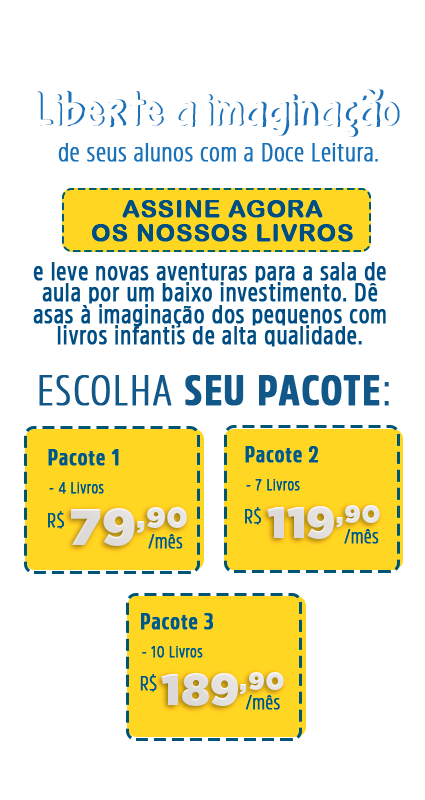 Liberte a imaginação
de seus alunos com a Doce Leitura.
ASSINE AGORA
OS NOSSOS LIVROS
e leve novas aventuras para a sala de
aula por um baixo investimento. Dê
asas à imaginação dos pequenos com
livros infantis de alta qualidade.
ESCOLHA SEU PACOTE:
Pacote 1
- 4 Livros
R$ 79,90
/mês
Pacote 2
- 7 Livros
R$ 119,90
/mês
Pacote 3
- 10 Livros
R$ 189,90
/mês